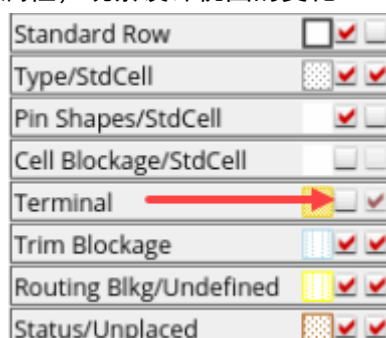 Standard Row
Type/StdCell
Pin Shapes/StdCell
Cell Blockage/StdCell
Terminal
Trim Blockage
Routing Blkg/Undefined
Status/Unplaced